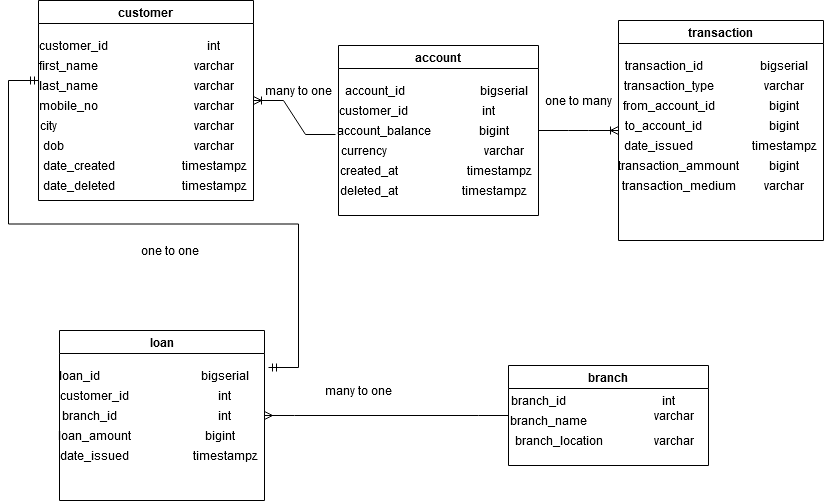 customer
customer_id int
first_name varchar
last_name varchar
mobile_no varchar
city varchar
dob varchar
date_created timestampz
date_deleted timestampz
many to one
account
account_id bigserial
customer_id int
account_balance bigint
currency varchar
created_at timestampz
deleted_at timestampz
one to many
transaction
transaction_id bigserial
transaction_type varchar
from_account_id bigint
to_account_id bigint
date_issued timestampz
transaction_ammount bigint
transaction_medium varchar
one to one
loan
loan_id bigserial
customer_id int
branch_id int
loan_amount bigint
date_issued timestampz
many to one
branch
branch_id int
branch_name varchar
branch_location varchar